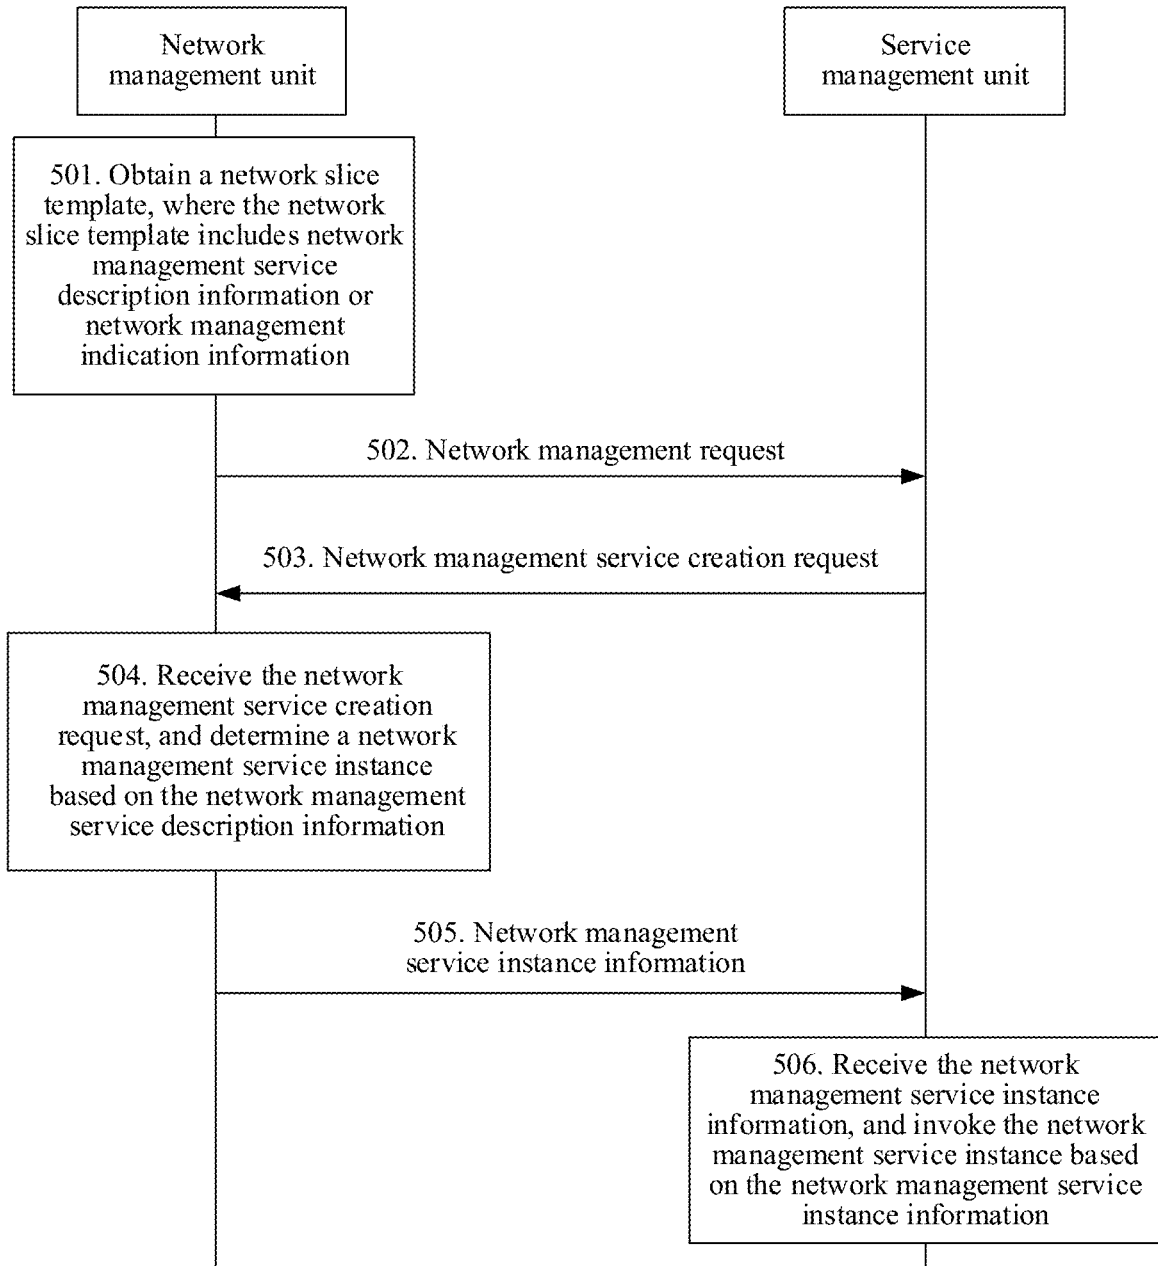 Network
management unit
Service
management unit
501. Obtain a network slice
template, where the network
slice template includes network
management service
description information or
network management
indication information
502. Network management request
503. Network management service creation request
504. Receive the network
management service creation
request, and determine a network
management service instance
based on the network management
service description information
505. Network management
service instance information
506. Receive the network
management service instance
information, and invoke the network
management service instance based
on the network management service
instance information